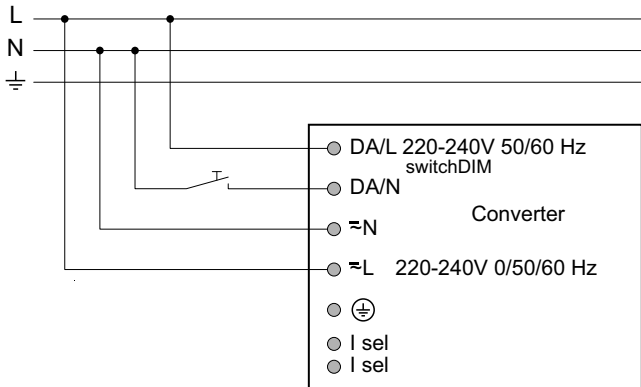 L
N
DA/L 220-240V 50/60 Hz
switchDIM
DA/N
Converter
≂N
≂L 220-240V 0/50/60 Hz
I sel
I sel